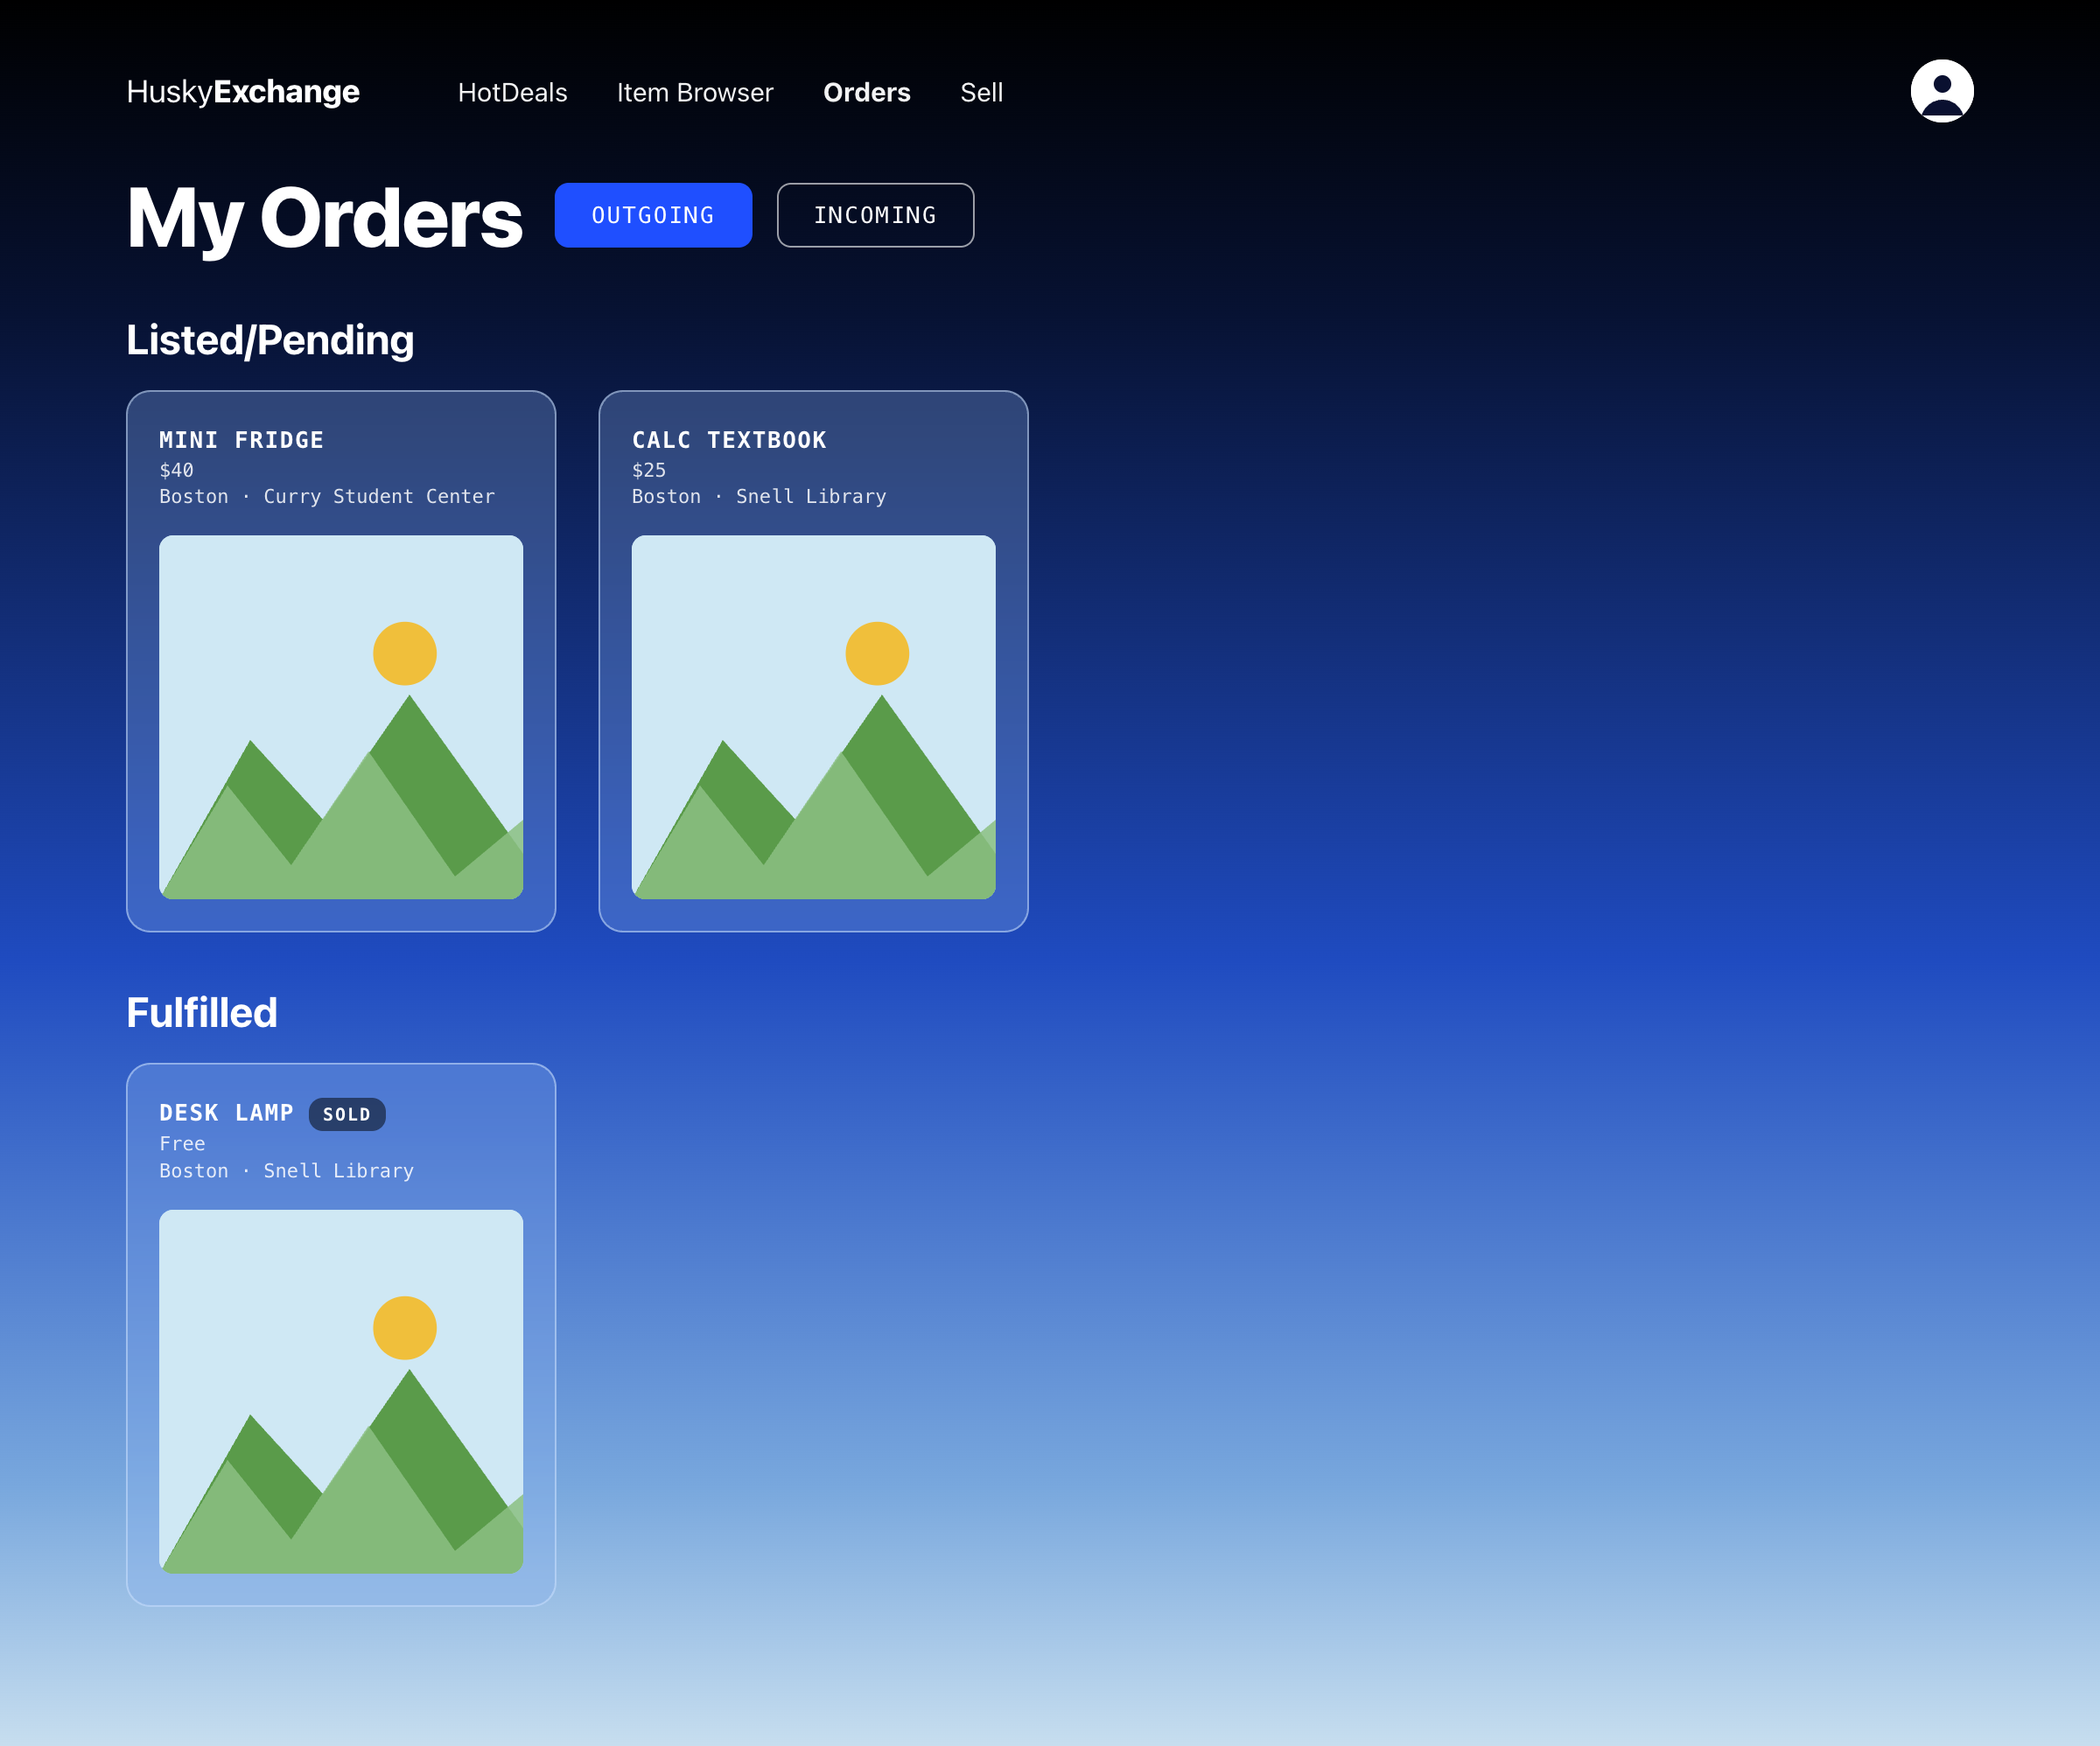 HuskyExchange HotDeals Item Browser Orders Sell
My Orders OUTGOING INCOMING
Listed/Pending
MINI FRIDGE
$40
Boston · Curry Student Center
CALC TEXTBOOK
$25
Boston · Snell Library
Fulfilled
DESK LAMP SOLD
Free
Boston · Snell Library